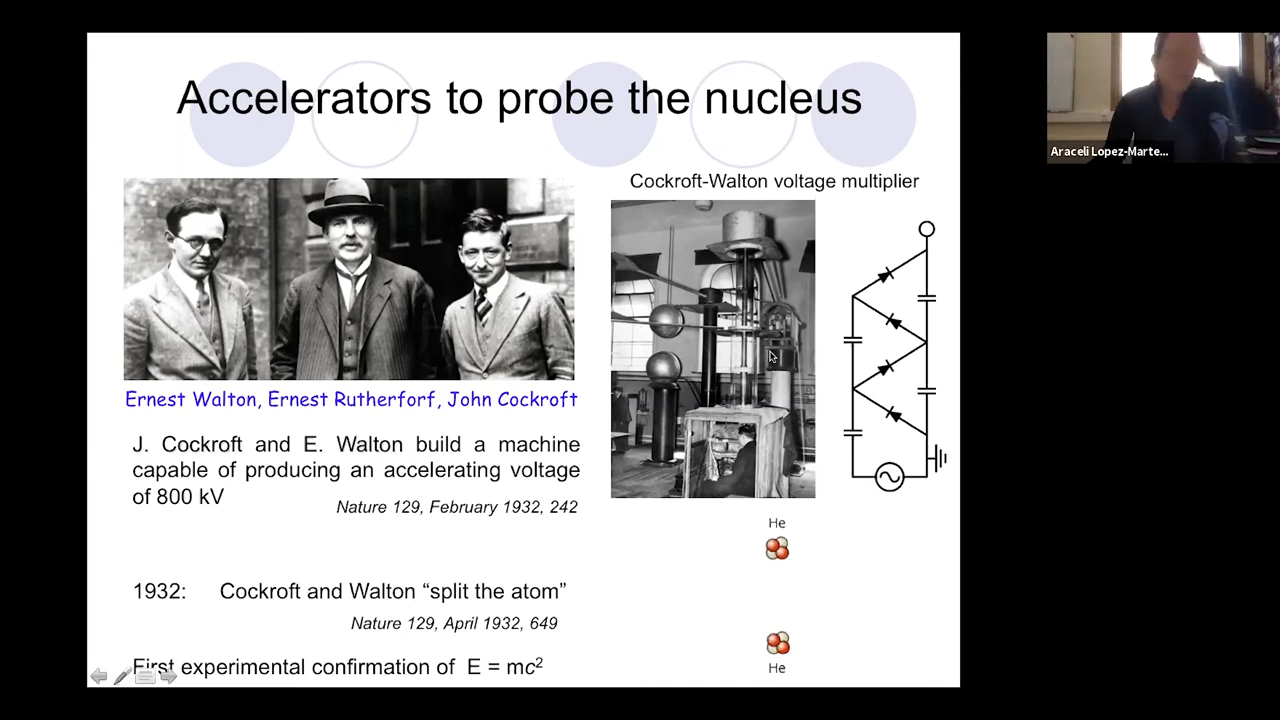 Accelerators to probe the nucleus
Cockroft-Walton voltage multiplier
Araceli Lopez-Marte...
Ernest Walton, Ernest Rutherforf, John Cockroft
J. Cockroft and E. Walton build a machine
capable of producing an accelerating voltage
of 800 kV
Nature 129, February 1932, 242
He
1932: Cockroft and Walton “split the atom”
Nature 129, April 1932, 649
First experimental confirmation of E = mc²
He